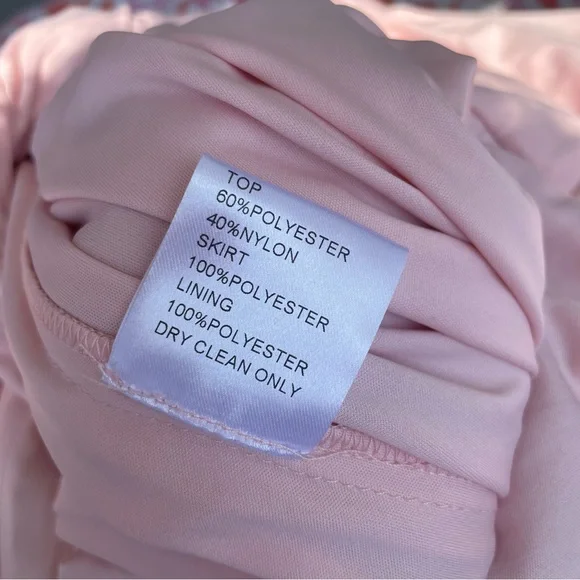 TOP
60%POLYESTER
40%NYLON
SKIRT
100%POLYESTER
LINING
100%POLYESTER
DRY CLEAN ONLY